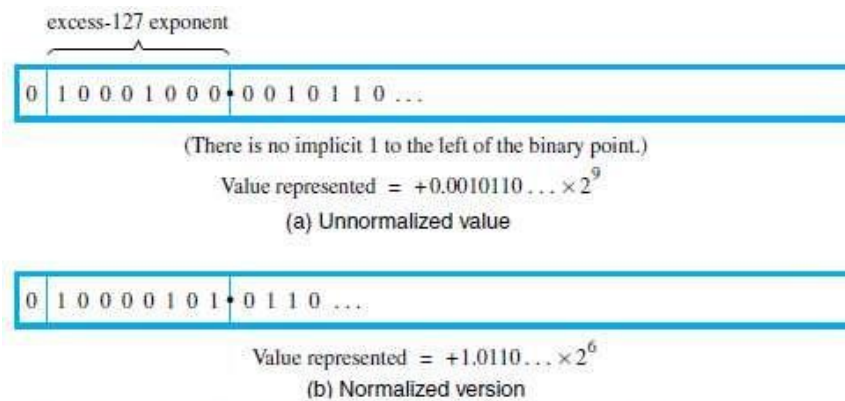 excess-127 exponent
0 1 0 0 0 1 0 0 0 • 0 0 1 0 1 1 0 ...
(There is no implicit 1 to the left of the binary point.)
Value represented = +0.0010110... × 2^9
(a) Unnormalized value
0 1 0 0 0 0 1 0 1 • 0 1 1 0 ...
Value represented = +1.0110... × 2^6
(b) Normalized version